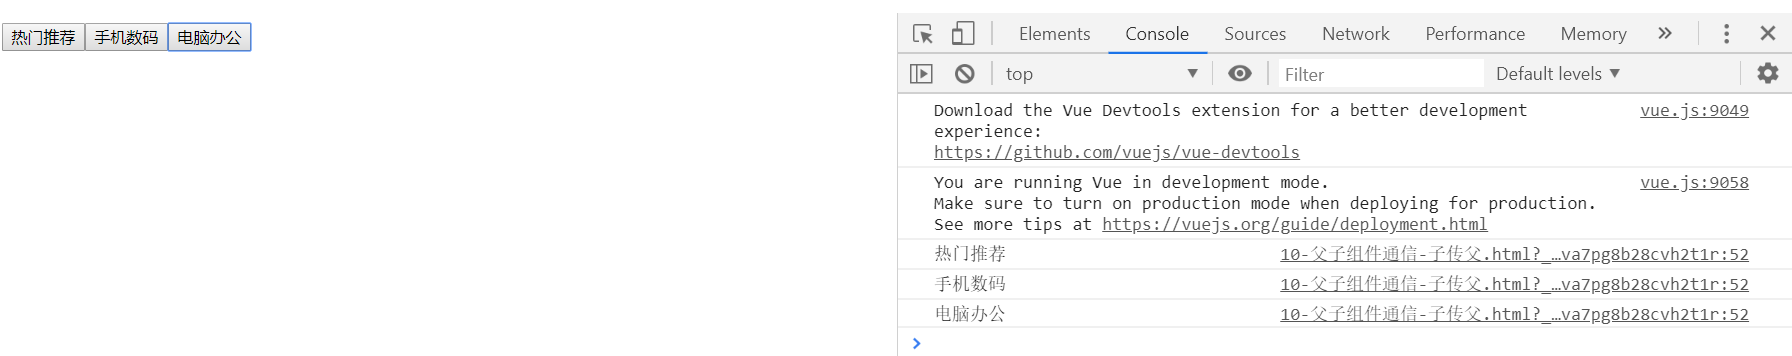 热门推荐 手机数码 电脑办公
Elements Console Sources Network Performance Memory »
top ▼ Filter Default levels ▼
Download the Vue Devtools extension for a better development vue.js:9049
experience:
https://github.com/vuejs/vue-devtools
You are running Vue in development mode. vue.js:9058
Make sure to turn on production mode when deploying for production.
See more tips at https://vuejs.org/guide/deployment.html
热门推荐 10-父子组件通信-子传父.html?_…va7pg8b28cvh2t1r:52
手机数码 10-父子组件通信-子传父.html?_…va7pg8b28cvh2t1r:52
电脑办公 10-父子组件通信-子传父.html?_…va7pg8b28cvh2t1r:52